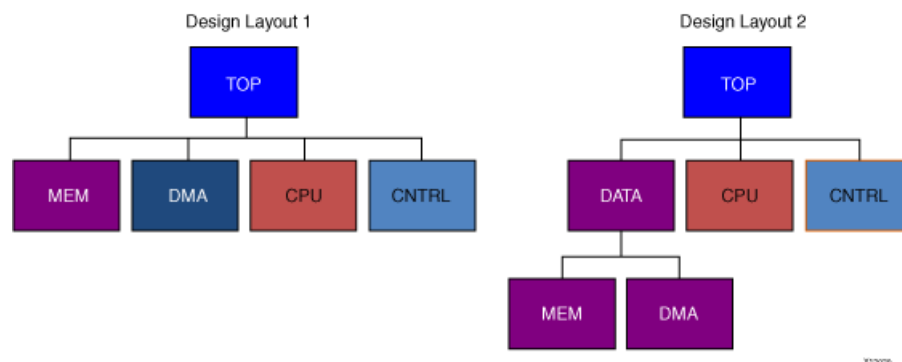 Design Layout 1
TOP
MEM DMA CPU CNTRL
Design Layout 2
TOP
DATA CPU CNTRL
MEM DMA